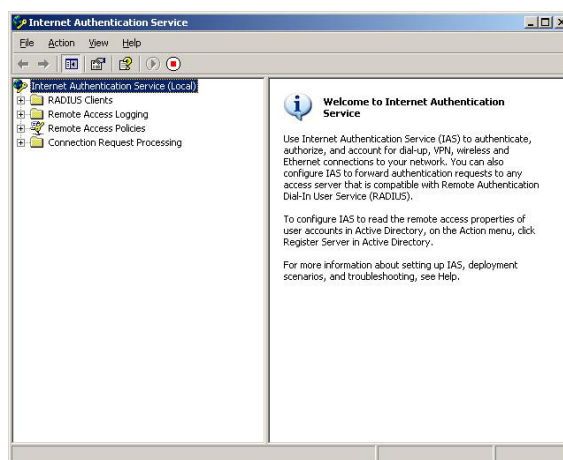 Internet Authentication Service
File Action View Help
Internet Authentication Service (Local)
RADIUS Clients
Remote Access Logging
Remote Access Policies
Connection Request Processing
Welcome to Internet Authentication
Service
Use Internet Authentication Service (IAS) to authenticate,
authorize, and account for dial-up, VPN, wireless and
Ethernet connections to your network. You can also
configure IAS to forward authentication requests to any
access server that is compatible with Remote Authentication
Dial-In User Service (RADIUS).
To configure IAS to read the remote access properties of
user accounts in Active Directory, on the Action menu, click
Register Server in Active Directory.
For more information about setting up IAS, deployment
scenarios, and troubleshooting, see Help.